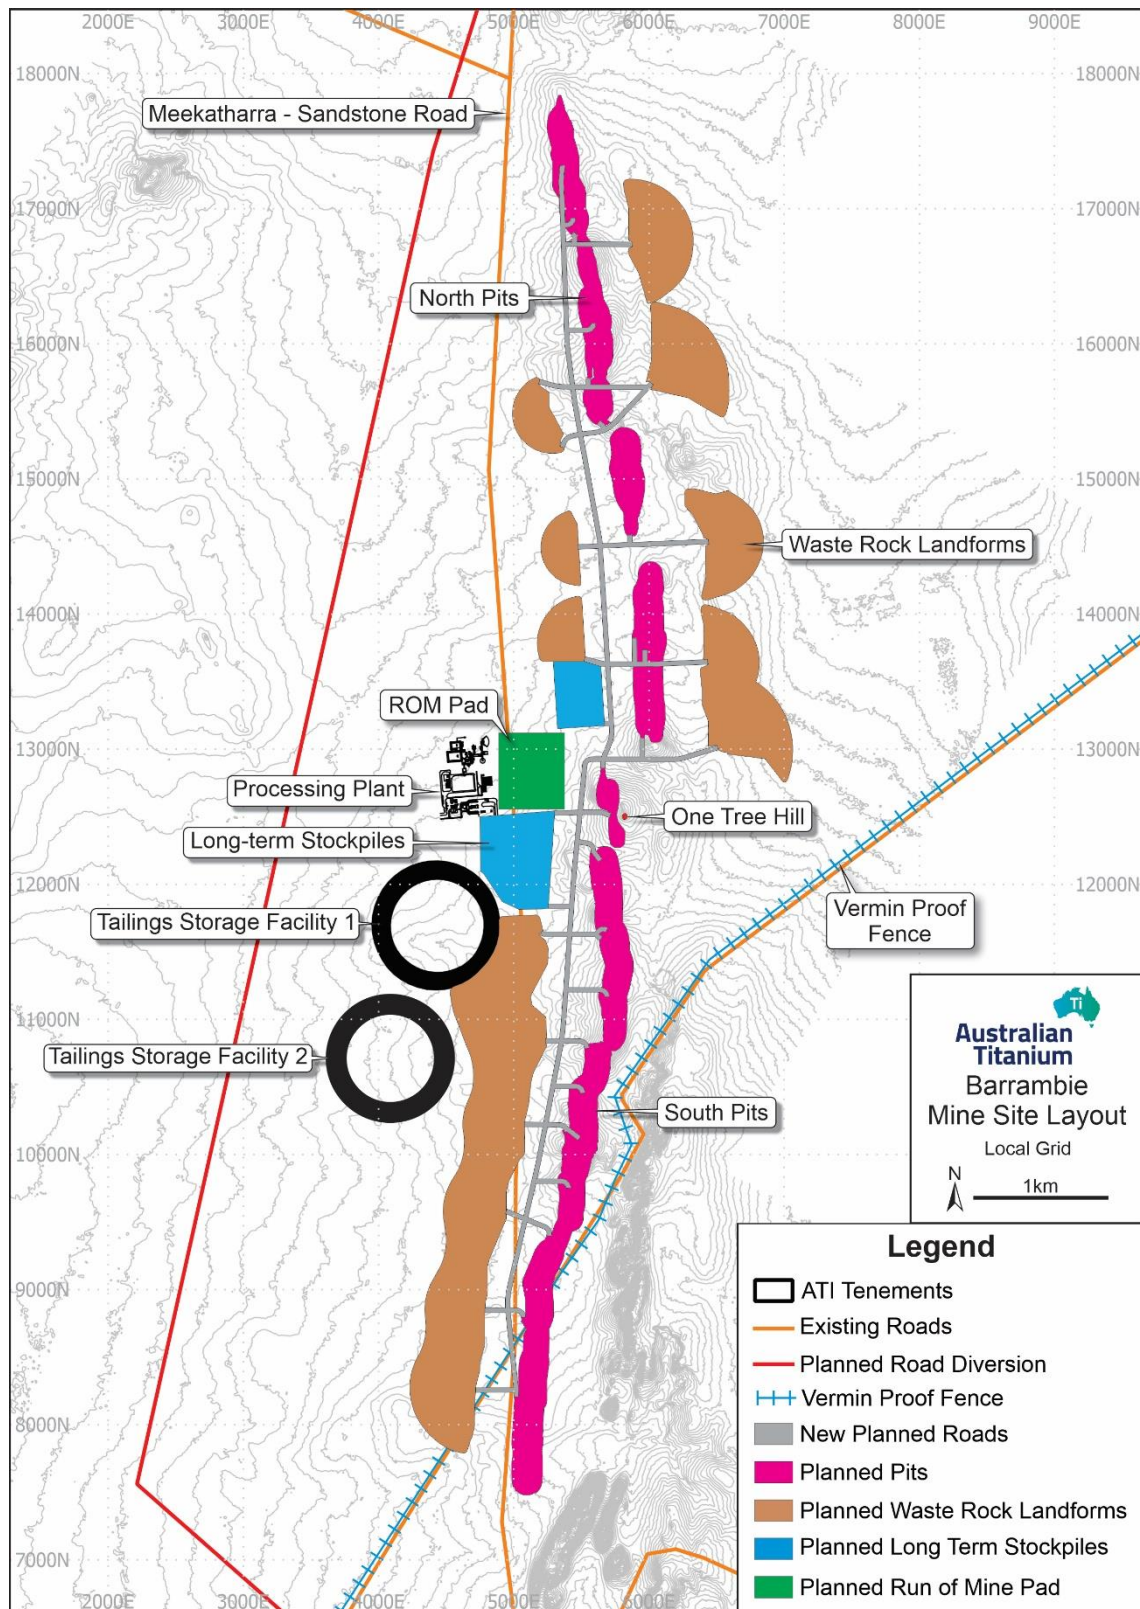 2000E 3000E 4000E 5000E 6000E 7000E 8000E 9000E
18000N 18000N
Meekatharra - Sandstone Road
17000N 17000N
North Pits
16000N 16000N
15000N 15000N
Waste Rock Landforms
14000N 14000N
ROM Pad
13000N 13000N
Processing Plant
One Tree Hill
Long-term Stockpiles
12000N 12000N
Tailings Storage Facility 1
Vermin Proof
Fence
11000N
Tailings Storage Facility 2
South Pits
10000N
9000N
8000N
7000N
2000E 3000E 4000E 5000E 6000E
Ti
Australian
Titanium
Barrambie
Mine Site Layout
Local Grid
N
1km
Legend
ATI Tenements
Existing Roads
Planned Road Diversion
Vermin Proof Fence
New Planned Roads
Planned Pits
Planned Waste Rock Landforms
Planned Long Term Stockpiles
Planned Run of Mine Pad